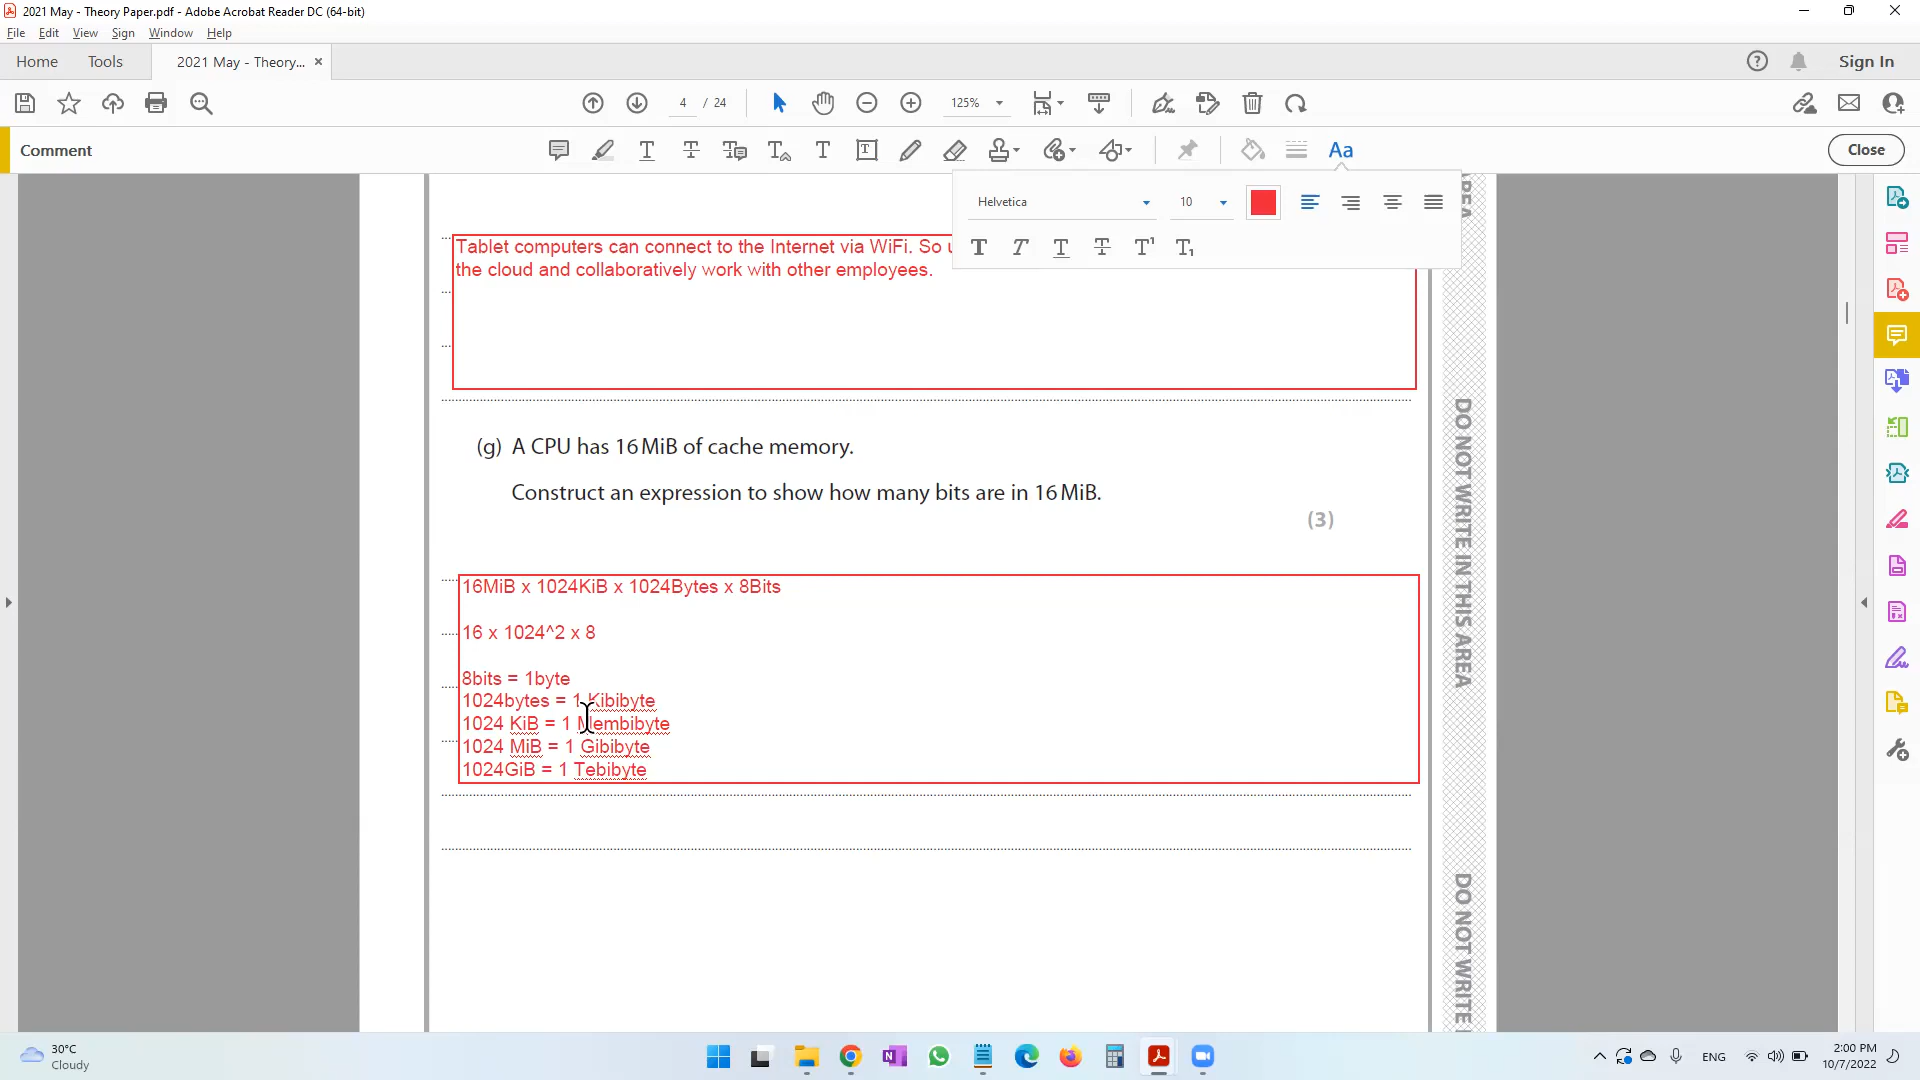 2021 May - Theory Paper.pdf - Adobe Acrobat Reader DC (64-bit)
File Edit View Sign Window Help
Home Tools 2021 May - Theory... × Sign In
4 / 24 125%
Comment Close
Helvetica 10
Tablet computers can connect to the Internet via WiFi. So
the cloud and collaboratively work with other employees.
(g) A CPU has 16 MiB of cache memory.
Construct an expression to show how many bits are in 16 MiB.
(3)
16MiB x 1024KiB x 1024Bytes x 8Bits
16 x 1024^2 x 8
8bits = 1byte
1024bytes = 1 Kibibyte
1024 KiB = 1 Membibyte
1024 MiB = 1 Gibibyte
1024GiB = 1 Tebibyte
AREA
DO NOT WRITE IN THIS AREA
DO NOT WRITE
30°C
Cloudy
ENG
2:00 PM
10/7/2022